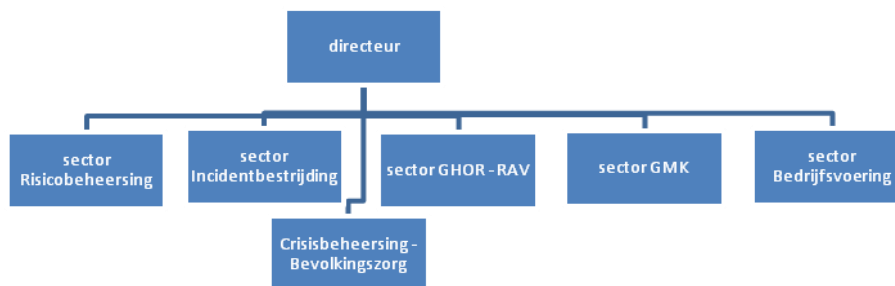 directeur
sector
Risicobeheersing
sector
Incidentbestrijding
sector GHOR - RAV
sector GMK
sector
Bedrijfsvoering
Crisisbeheersing -
Bevolkingszorg